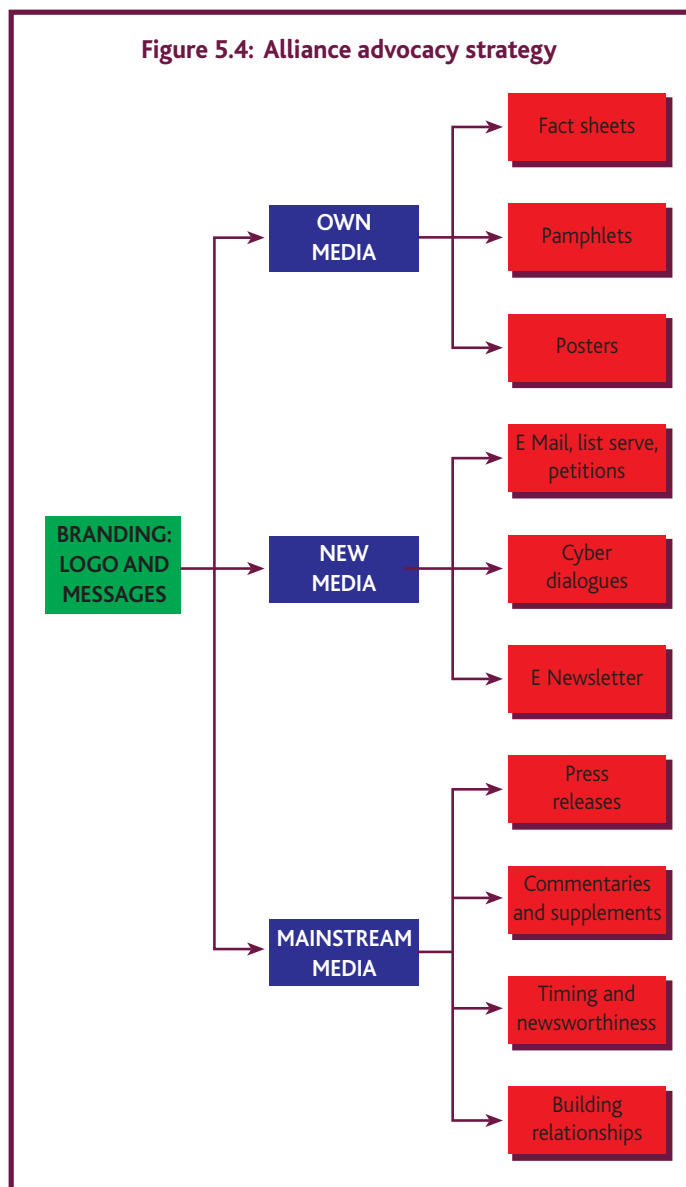 Figure 5.4: Alliance advocacy strategy
BRANDING:
LOGO AND
MESSAGES
OWN
MEDIA
Fact sheets
Pamphlets
Posters
NEW
MEDIA
E Mail, list serve,
petitions
Cyber
dialogues
E Newsletter
MAINSTREAM
MEDIA
Press
releases
Commentaries
and supplements
Timing and
newsworthiness
Building
relationships